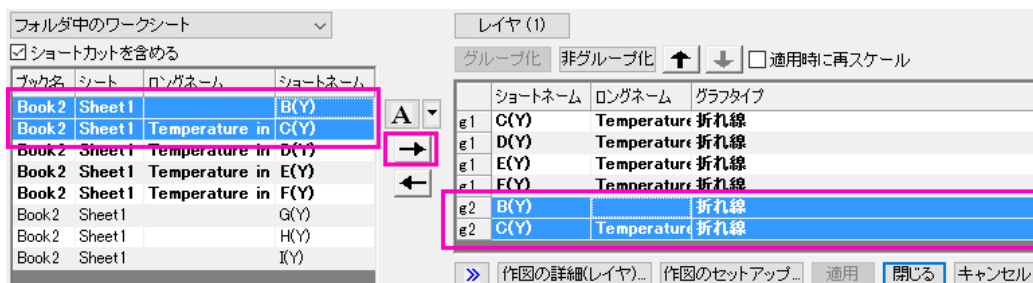 フォルダ中のワークシート
ショートカットを含める
ブック名 シート ロングネーム ショートネーム
Book2 Sheet1 B(Y)
Book2 Sheet1 Temperature in C(Y)
Book2 Sheet1 Temperature in D(Y)
Book2 Sheet1 Temperature in E(Y)
Book2 Sheet1 Temperature in F(Y)
Book2 Sheet1 G(Y)
Book2 Sheet1 H(Y)
Book2 Sheet1 I(Y)
A
レイヤ (1)
グループ化 非グループ化 適用時に再スケール
ショートネーム ロングネーム グラフタイプ
g1 C(Y) Temperature 折れ線
g1 D(Y) Temperature 折れ線
g1 E(Y) Temperature 折れ線
g1 F(Y) Temperature 折れ線
g2 B(Y) 折れ線
g2 C(Y) Temperature 折れ線
作図の詳細(レイヤ)... 作図のセットアップ... 適用 閉じる キャンセル